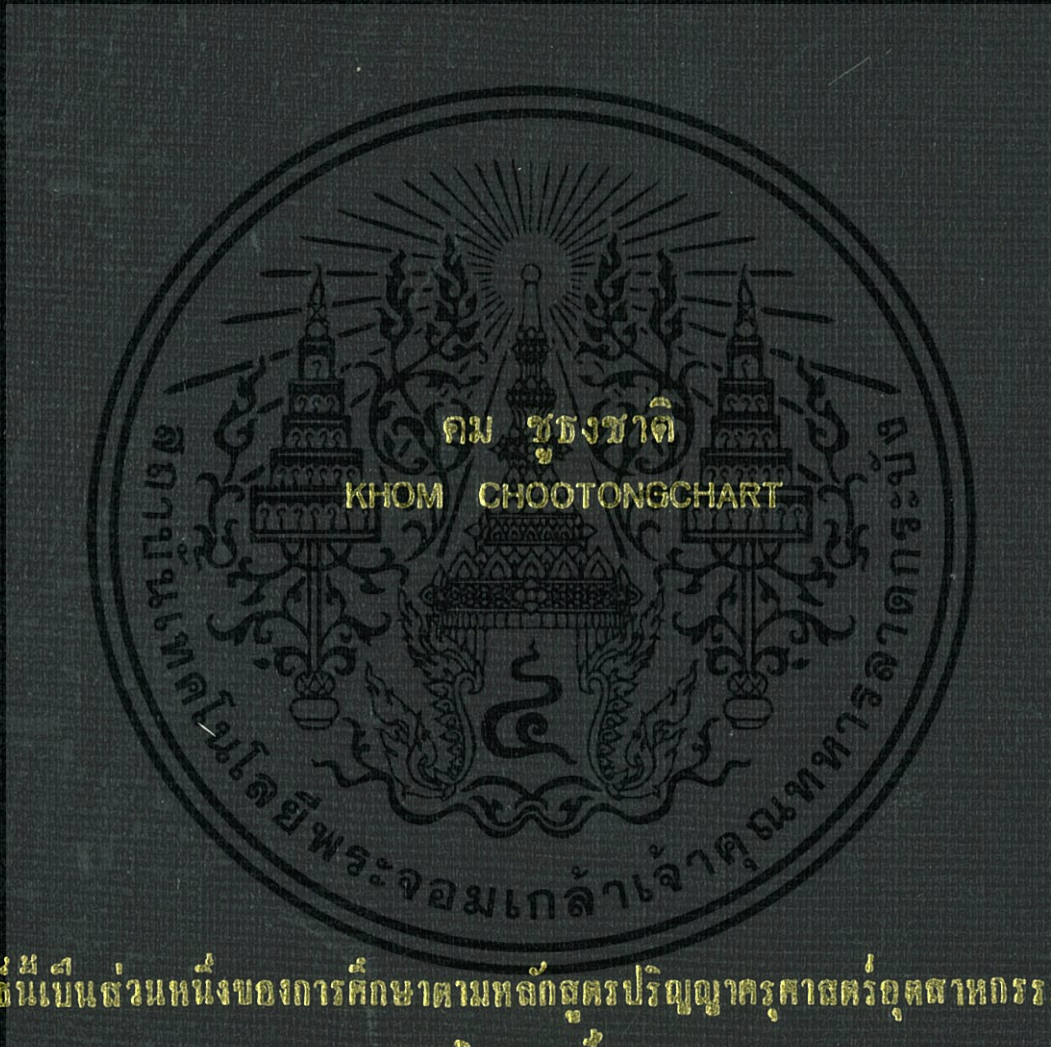 คม ชูธงชาติ
KHOM CHOOTONGCHART
สถาบันเทคโนโลยีพระจอมเกล้าเจ้าคุณทหารลาดกระบัง
๔
นี้เป็นส่วนหนึ่งของการศึกษาตามหลักสูตรปริญญาครุศาสตร์อุตสาหกรร